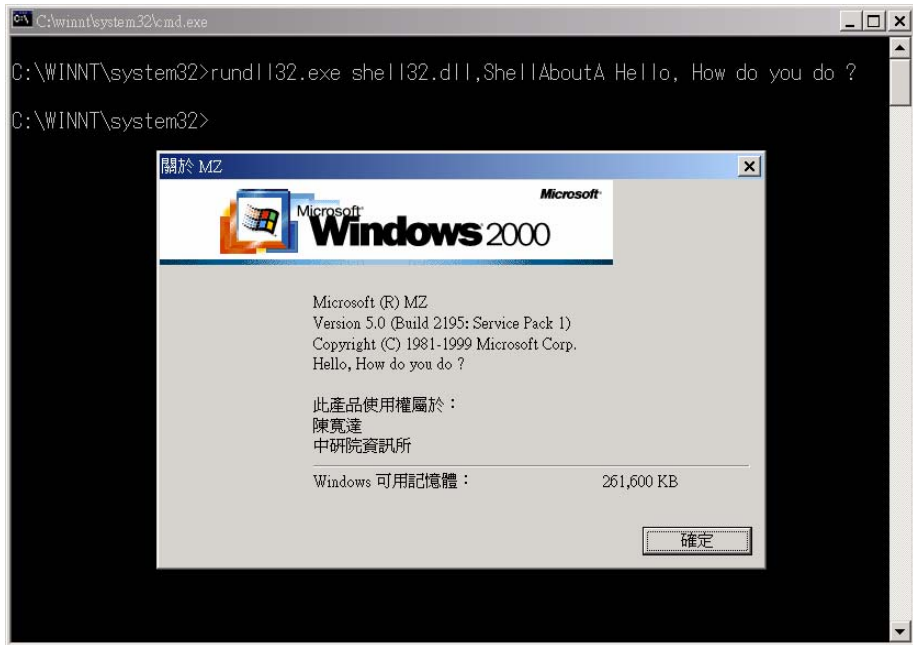 C:\winnt\system32\cmd.exe
C:\WINNT\system32>rundll32.exe shell32.dll,ShellAboutA Hello, How do you do ?
C:\WINNT\system32>
關於 MZ
Microsoft
Microsoft
Windows 2000
Microsoft (R) MZ
Version 5.0 (Build 2195: Service Pack 1)
Copyright (C) 1981-1999 Microsoft Corp.
Hello, How do you do ?
此產品使用權屬於：
陳寬達
中研院資訊所
Windows 可用記憶體： 261,600 KB
確定